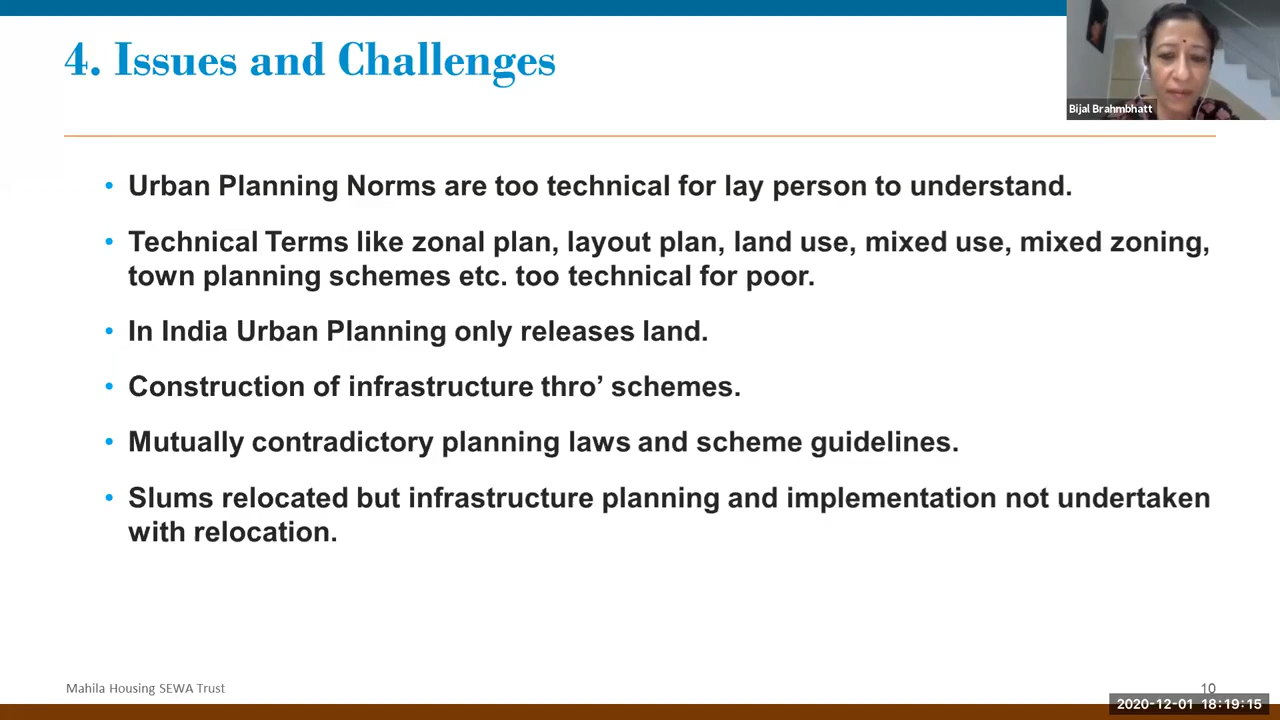 4. Issues and Challenges
Bijal Brahmbhatt
• Urban Planning Norms are too technical for lay person to understand.
• Technical Terms like zonal plan, layout plan, land use, mixed use, mixed zoning,
town planning schemes etc. too technical for poor.
• In India Urban Planning only releases land.
• Construction of infrastructure thro’ schemes.
• Mutually contradictory planning laws and scheme guidelines.
• Slums relocated but infrastructure planning and implementation not undertaken
with relocation.
Mahila Housing SEWA Trust
10
2020-12-01 18:19:15